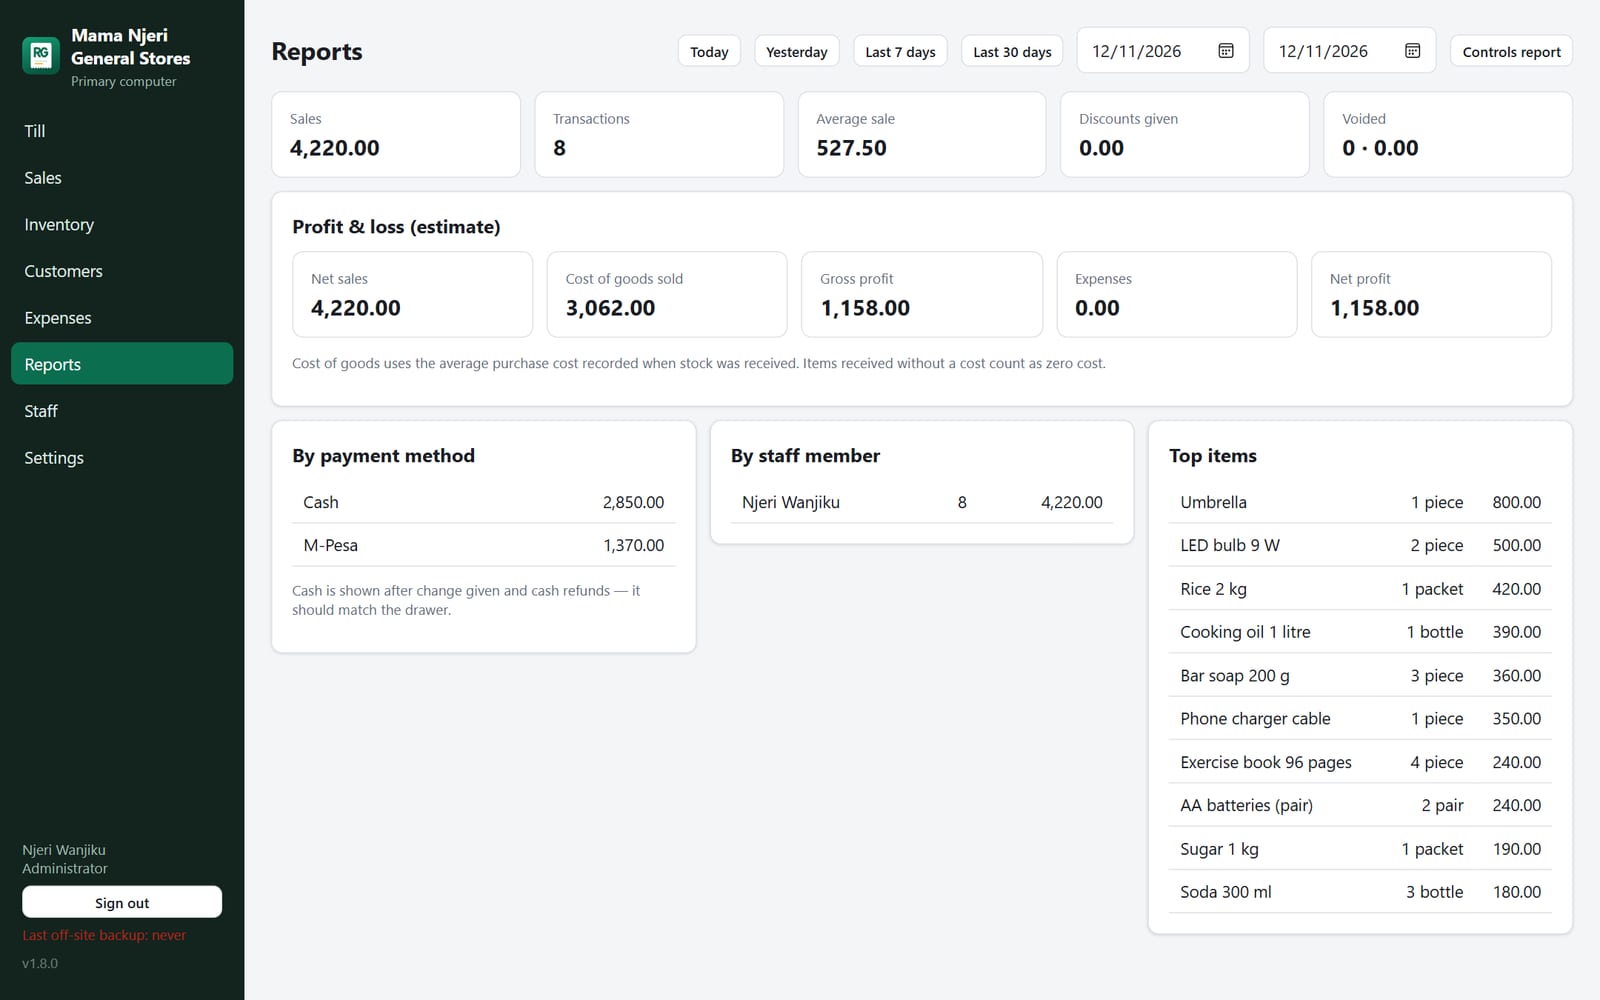 RG
Mama Njeri
General Stores
Primary computer
Till
Sales
Inventory
Customers
Expenses
Reports
Staff
Settings
Njeri Wanjiku
Administrator
Sign out
Last off-site backup: never
v1.8.0
Reports
Today
Yesterday
Last 7 days
Last 30 days
12/11/2026
12/11/2026
Controls report
Sales
4,220.00
Transactions
8
Average sale
527.50
Discounts given
0.00
Voided
0 · 0.00
Profit & loss (estimate)
Net sales
4,220.00
Cost of goods sold
3,062.00
Gross profit
1,158.00
Expenses
0.00
Net profit
1,158.00
Cost of goods uses the average purchase cost recorded when stock was received. Items received without a cost count as zero cost.
By payment method
Cash 2,850.00
M-Pesa 1,370.00
Cash is shown after change given and cash refunds — it
should match the drawer.
By staff member
Njeri Wanjiku 8 4,220.00
Top items
Umbrella 1 piece 800.00
LED bulb 9 W 2 piece 500.00
Rice 2 kg 1 packet 420.00
Cooking oil 1 litre 1 bottle 390.00
Bar soap 200 g 3 piece 360.00
Phone charger cable 1 piece 350.00
Exercise book 96 pages 4 piece 240.00
AA batteries (pair) 2 pair 240.00
Sugar 1 kg 1 packet 190.00
Soda 300 ml 3 bottle 180.00